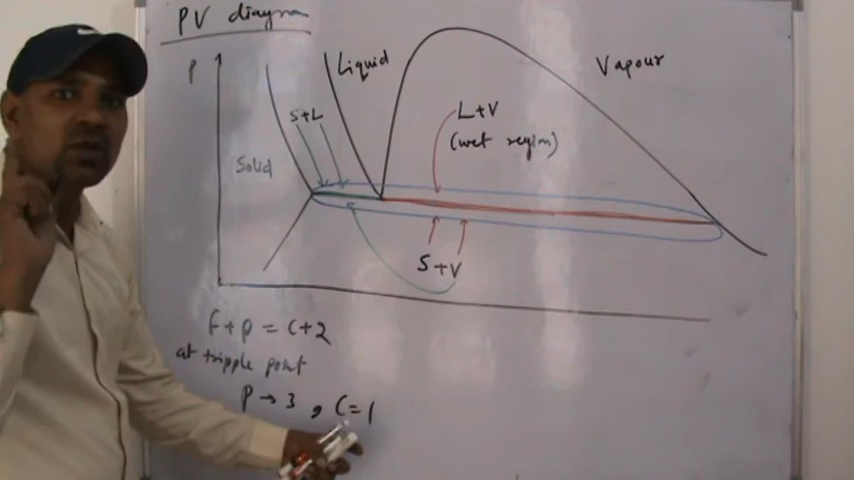 PV diagram
P
Liquid
Vapour
S+L
L+V
(wet region)
Solid
S+V
F+P = C+2
at tripple point
P → 3 , C = 1